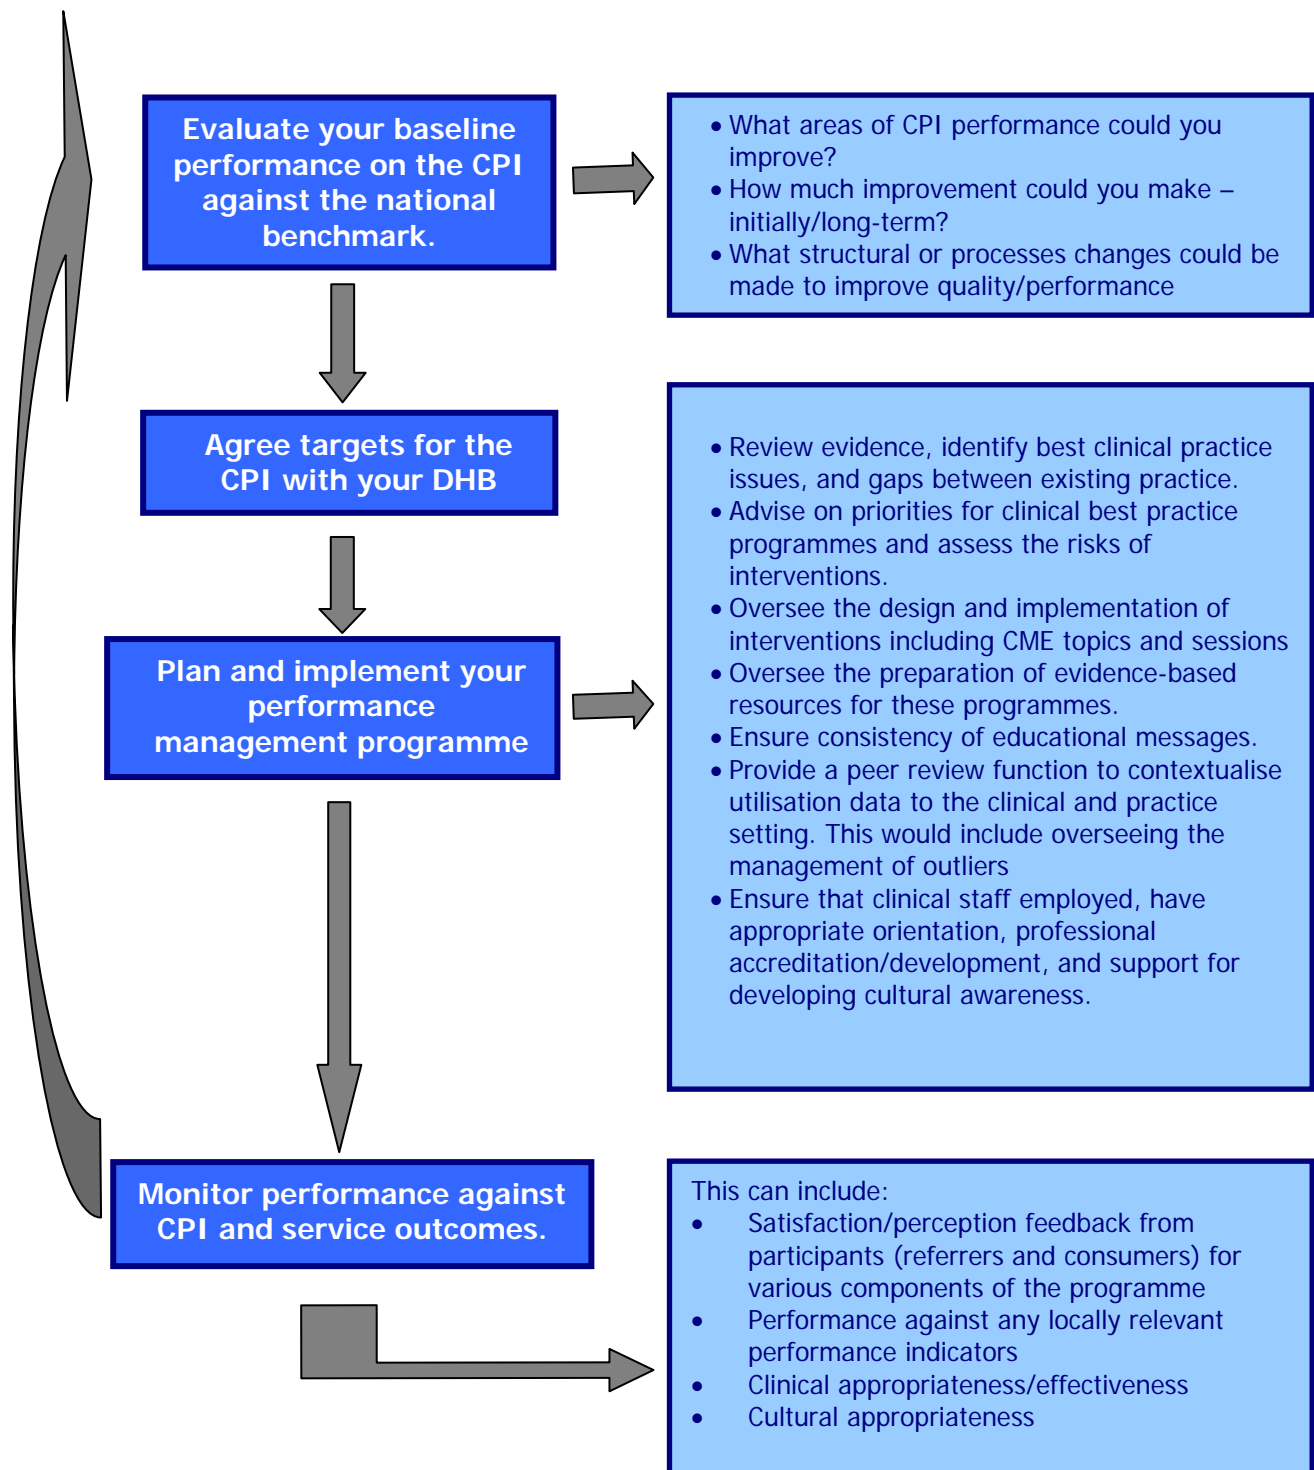 Evaluate your baseline
performance on the CPI
against the national
benchmark.
• What areas of CPI performance could you
improve?
• How much improvement could you make –
initially/long-term?
• What structural or processes changes could be
made to improve quality/performance
Agree targets for the
CPI with your DHB
Plan and implement your
performance
management programme
• Review evidence, identify best clinical practice
issues, and gaps between existing practice.
• Advise on priorities for clinical best practice
programmes and assess the risks of
interventions.
• Oversee the design and implementation of
interventions including CME topics and sessions
• Oversee the preparation of evidence-based
resources for these programmes.
• Ensure consistency of educational messages.
• Provide a peer review function to contextualise
utilisation data to the clinical and practice
setting. This would include overseeing the
management of outliers
• Ensure that clinical staff employed, have
appropriate orientation, professional
accreditation/development, and support for
developing cultural awareness.
Monitor performance against
CPI and service outcomes.
This can include:
• Satisfaction/perception feedback from
participants (referrers and consumers) for
various components of the programme
• Performance against any locally relevant
performance indicators
• Clinical appropriateness/effectiveness
• Cultural appropriateness